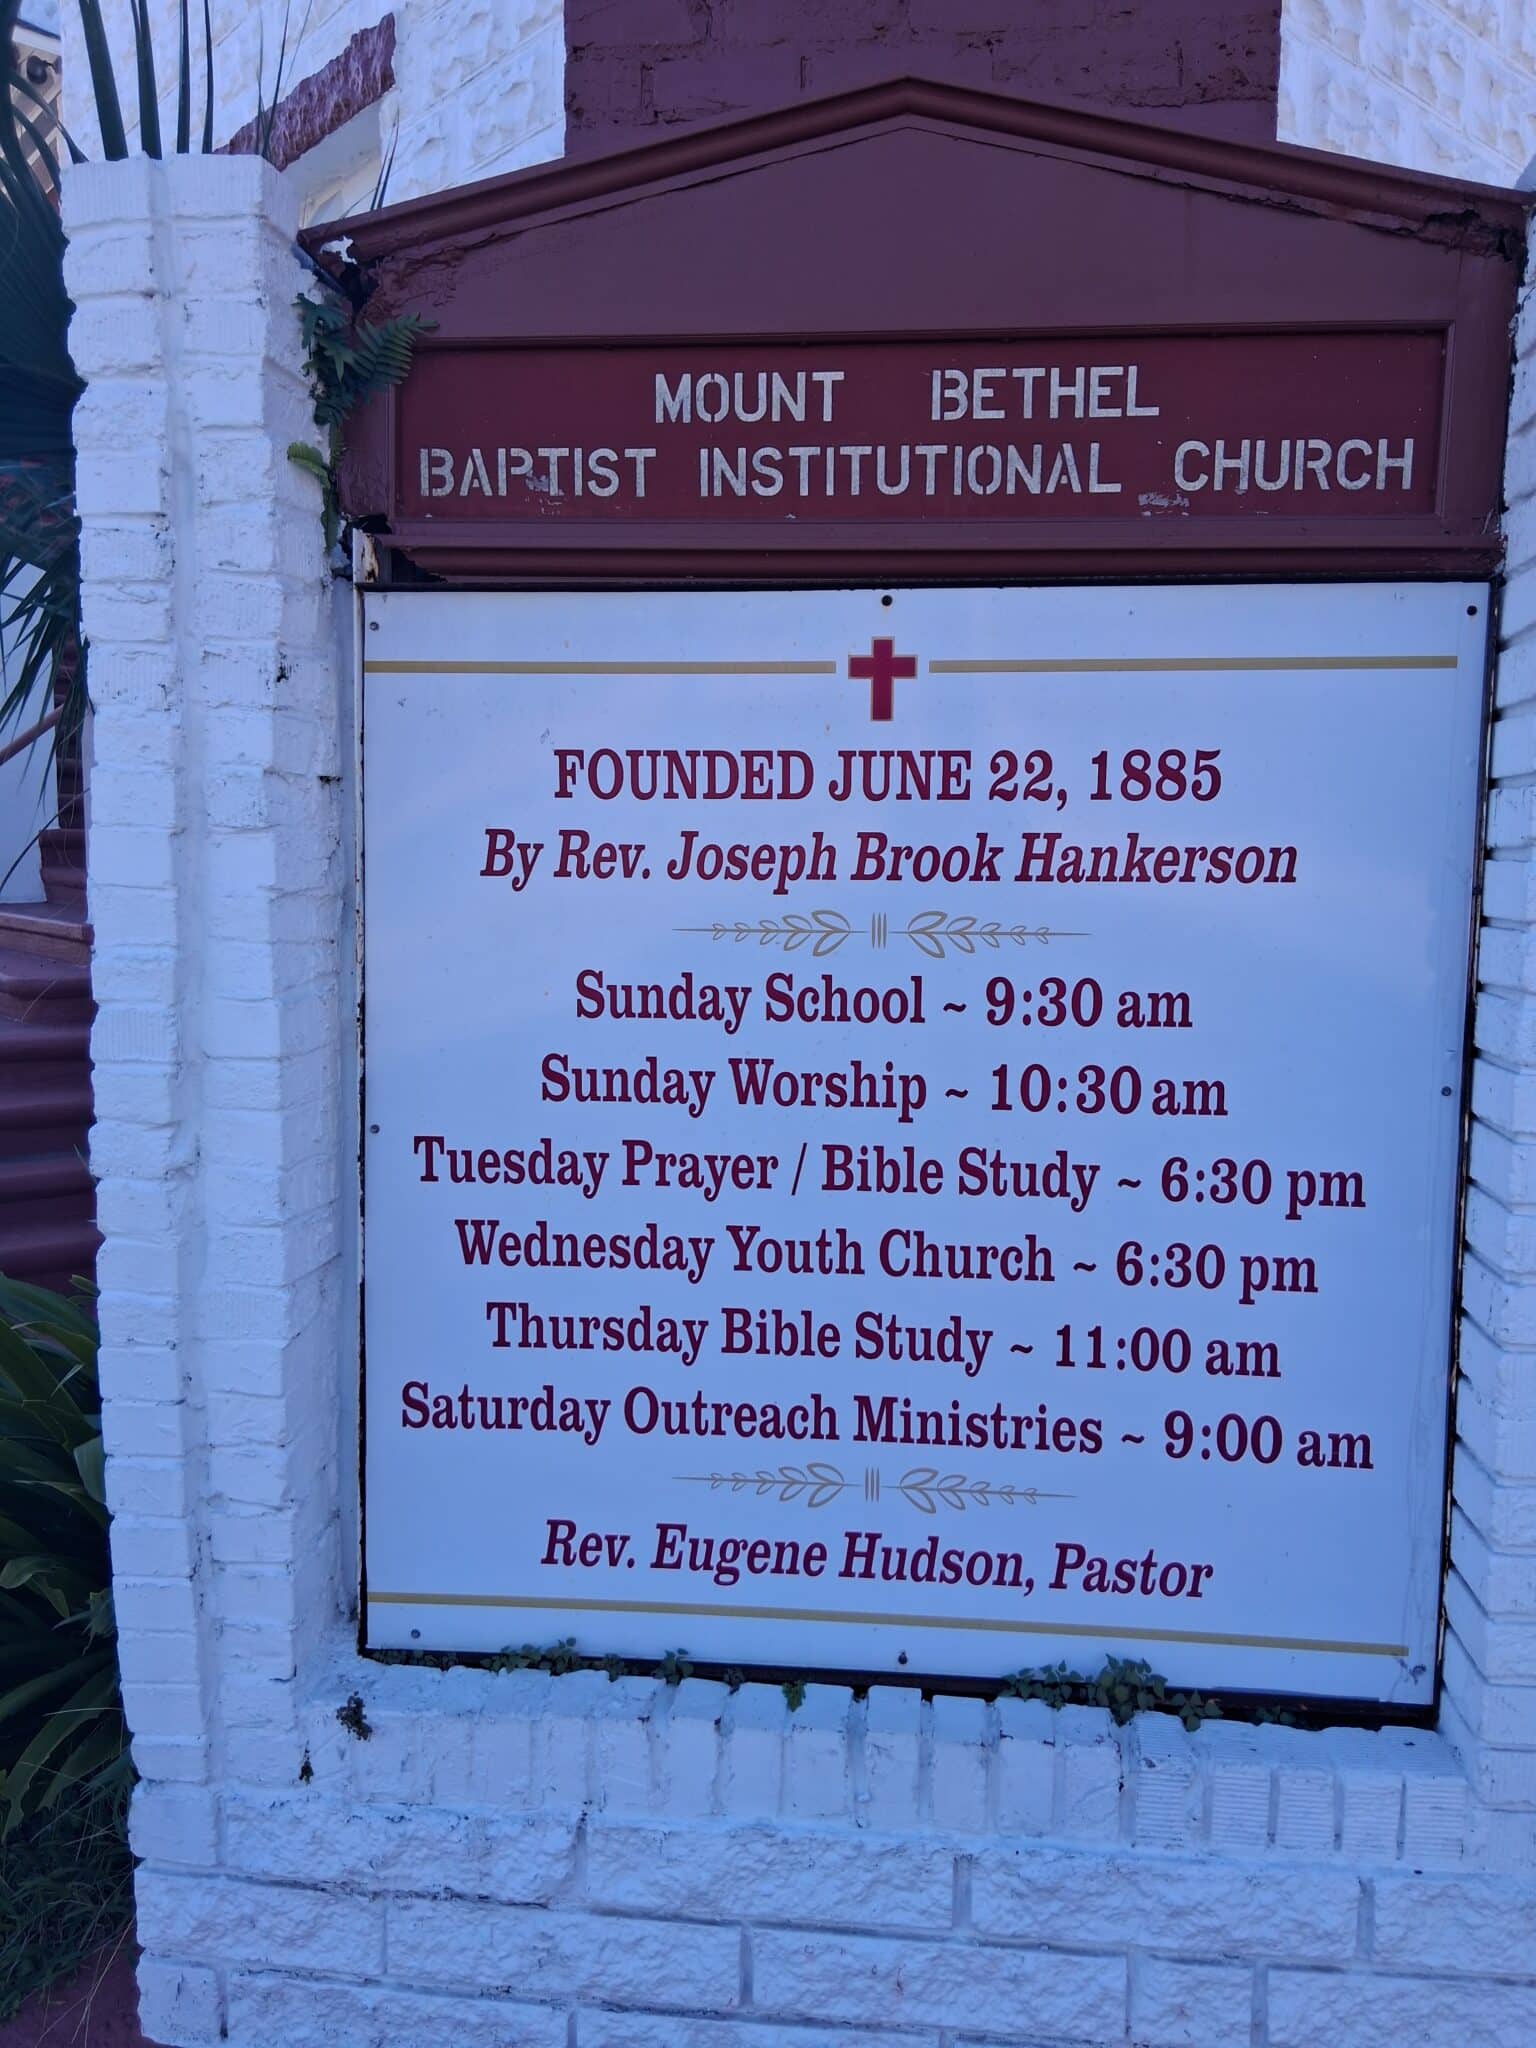 MOUNT BETHEL
BAPTIST INSTITUTIONAL CHURCH
FOUNDED JUNE 22, 1885
By Rev. Joseph Brook Hankerson
Sunday School ~ 9:30 am
Sunday Worship ~ 10:30 am
Tuesday Prayer / Bible Study ~ 6:30 pm
Wednesday Youth Church ~ 6:30 pm
Thursday Bible Study ~ 11:00 am
Saturday Outreach Ministries ~ 9:00 am
Rev. Eugene Hudson, Pastor